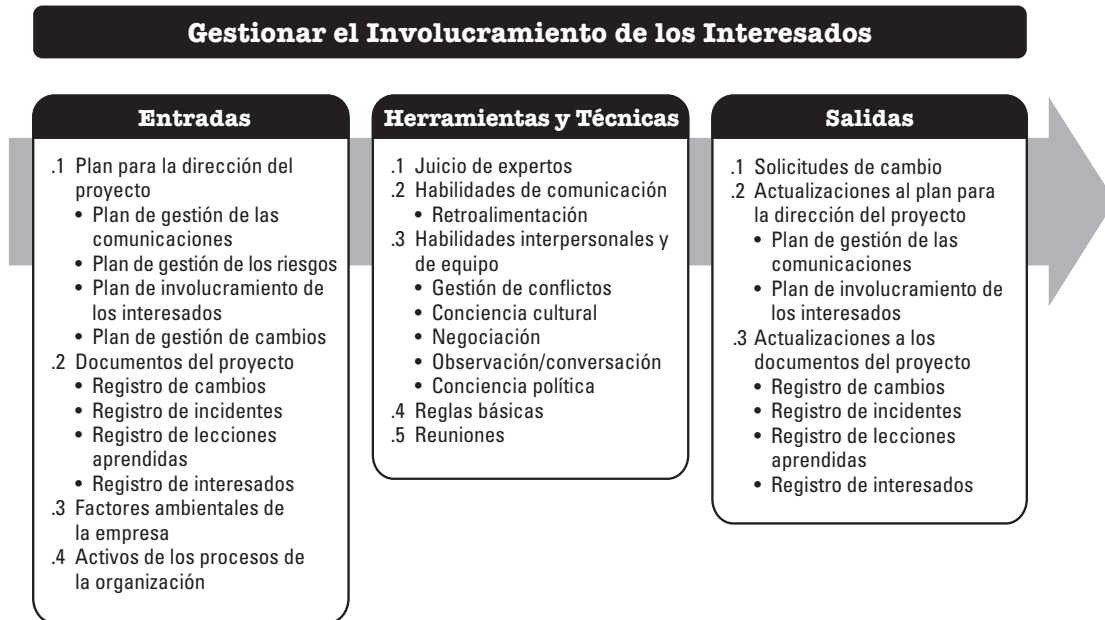 Gestionar el Involucramiento de los Interesados
Entradas
.1 Plan para la dirección del
proyecto
• Plan de gestión de las
comunicaciones
• Plan de gestión de los riesgos
• Plan de involucramiento de
los interesados
• Plan de gestión de cambios
.2 Documentos del proyecto
• Registro de cambios
• Registro de incidentes
• Registro de lecciones
aprendidas
• Registro de interesados
.3 Factores ambientales de
la empresa
.4 Activos de los procesos de
la organización
Herramientas y Técnicas
.1 Juicio de expertos
.2 Habilidades de comunicación
• Retroalimentación
.3 Habilidades interpersonales y
de equipo
• Gestión de conflictos
• Conciencia cultural
• Negociación
• Observación/conversación
• Conciencia política
.4 Reglas básicas
.5 Reuniones
Salidas
.1 Solicitudes de cambio
.2 Actualizaciones al plan para
la dirección del proyecto
• Plan de gestión de las
comunicaciones
• Plan de involucramiento de
los interesados
.3 Actualizaciones a los
documentos del proyecto
• Registro de cambios
• Registro de incidentes
• Registro de lecciones
aprendidas
• Registro de interesados